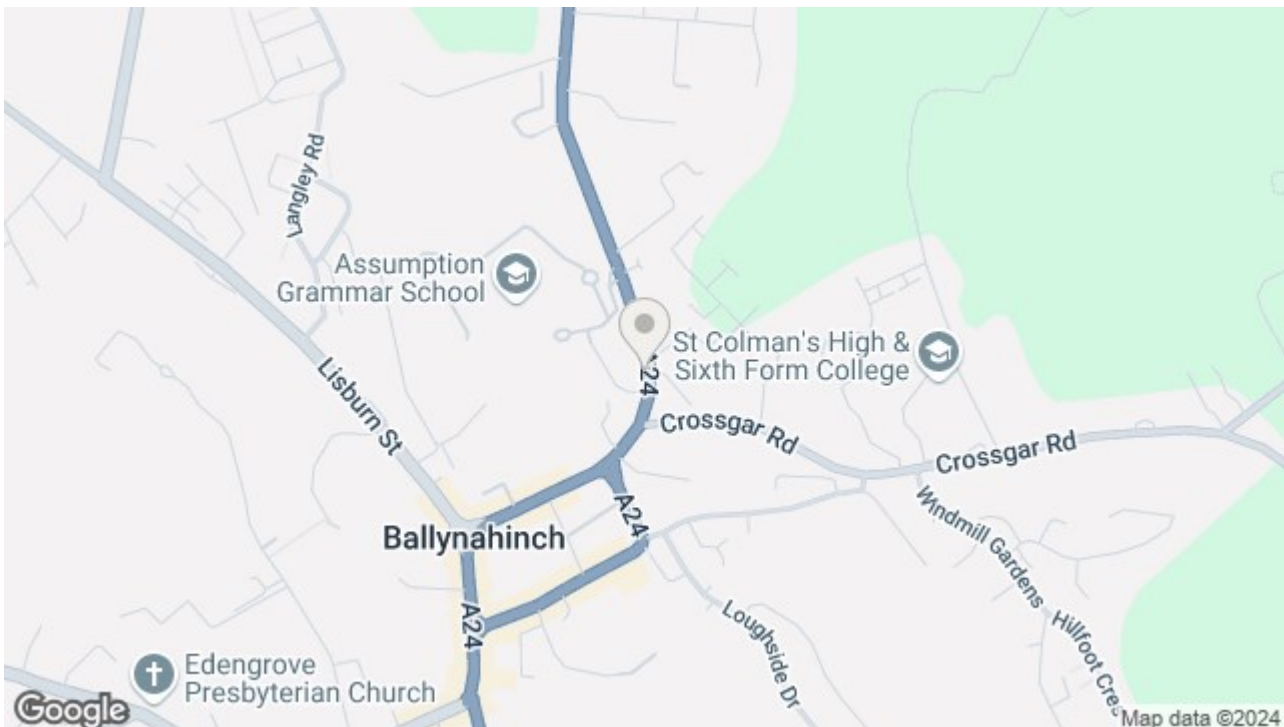 Langley Rd
Assumption
Grammar School
St Colman's High &
Sixth Form College
A24
Lisburn St
Crossgar Rd
Crossgar Rd
A24
Windmill Gardens
Ballynahinch
A24
Loughside Dr
Hillfoot Cres
Edengrove
Presbyterian Church
Google
Map data ©2024